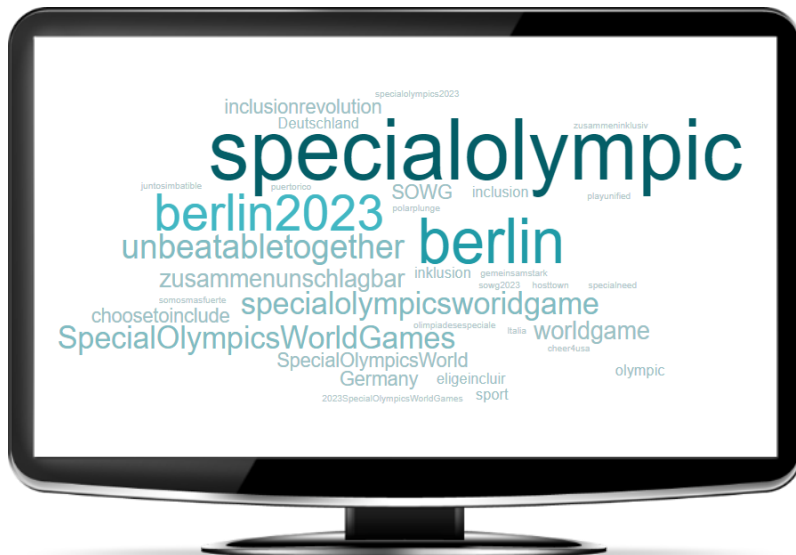 specialolympics2023
inclusionrevolution
Deutschland
zusammeninklusiv
specialolympic
juntosimbatible
puertorico
SOWG
inclusion
playunified
berlin2023
polarplunge
berlin
unbeatabletogether
zusammenunschlagbar
inklusion
gemeinsamstark
sowg2023
hosttown
specialneed
somosmasfuerte
specialolympicsworidgame
choosetoinclude
SpecialOlympicsWorldGames
olimpiadesespeciale
Italia
worldgame
cheer4usa
SpecialOlympicsWorld
olympic
Germany
eligeincluir
2023SpecialOlympicsWorldGames
sport